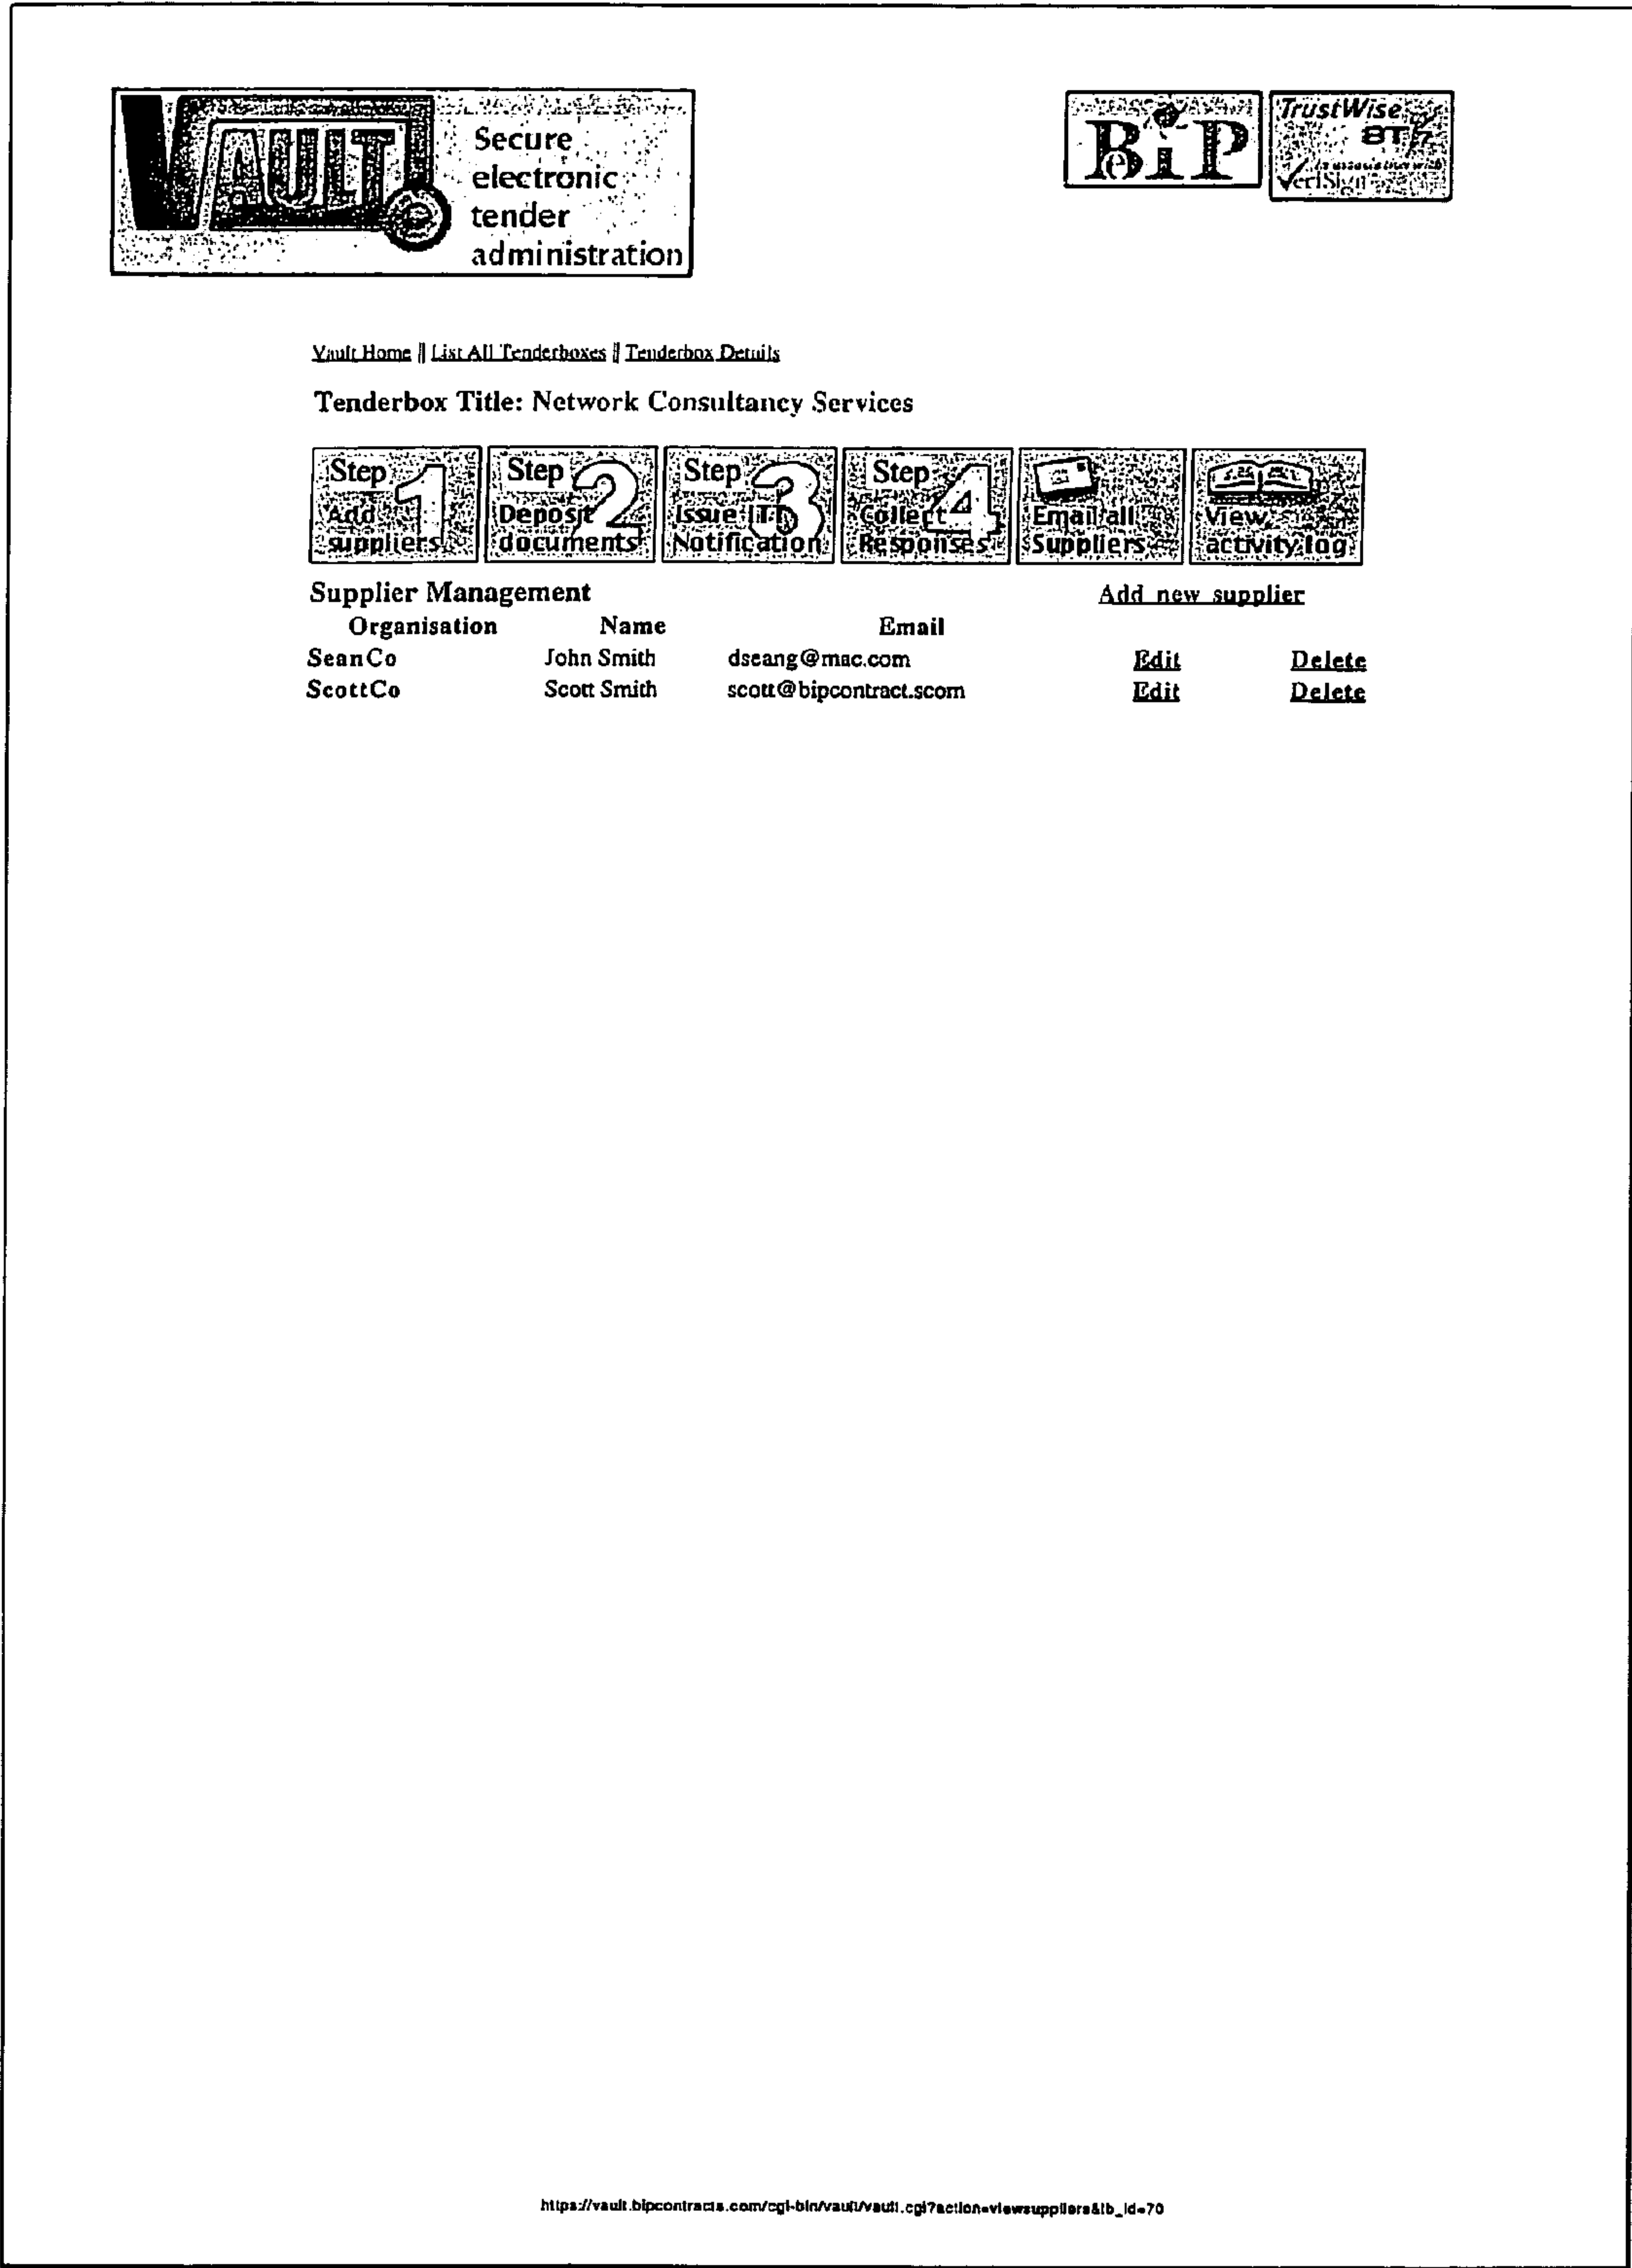 VAULT
Secure
electronic
tender
administration
BiP
TrustWise
BT
VeriSign
Vault Home || List All Tenderboxes || Tenderbox Details
Tenderbox Title: Network Consultancy Services
Step 1 Add suppliers
Step 2 Deposit documents
Step 3 Issue ITT Notification
Step 4 Collect Responses
Email all Suppliers
View activity log
Supplier Management Add new supplier
Organisation Name Email
SeanCo John Smith dseang@mac.com Edit Delete
ScottCo Scott Smith scott@bipcontract.scom Edit Delete
https://vault.bipcontracts.com/cgi-bin/vault/vault.cgi?action=viewsuppliers&tb_id=70